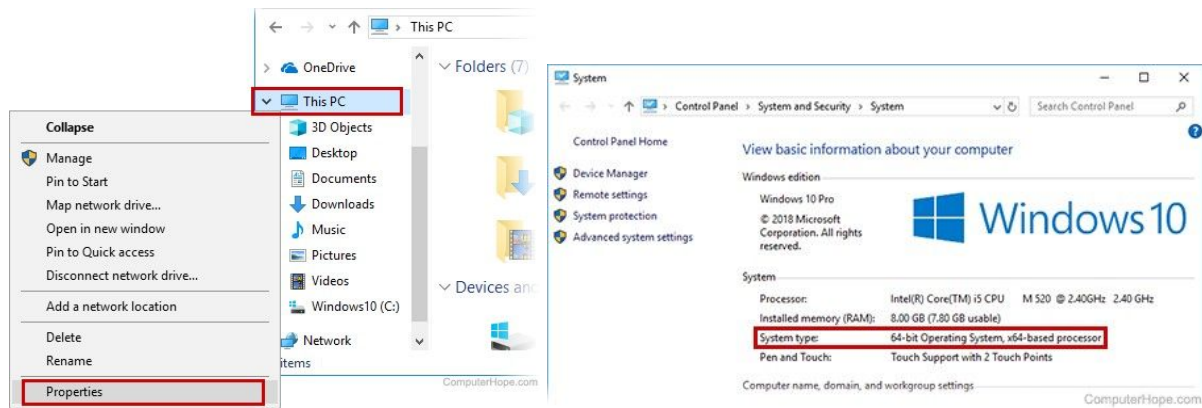 Collapse
Manage
Pin to Start
Map network drive...
Open in new window
Pin to Quick access
Disconnect network drive...
Add a network location
Delete
Rename
Properties
This PC
OneDrive
This PC
3D Objects
Desktop
Documents
Downloads
Music
Pictures
Videos
Windows10 (C:)
Network
items
Folders (7)
Devices and
ComputerHope.com
System
Control Panel > System and Security > System
Search Control Panel
Control Panel Home
Device Manager
Remote settings
System protection
Advanced system settings
View basic information about your computer
Windows edition
Windows 10 Pro
© 2018 Microsoft
Corporation. All rights
reserved.
Windows 10
System
Processor: Intel(R) Core(TM) i5 CPU M 520 @ 2.40GHz 2.40 GHz
Installed memory (RAM): 8.00 GB (7.80 GB usable)
System type: 64-bit Operating System, x64-based processor
Pen and Touch: Touch Support with 2 Touch Points
Computer name, domain, and workgroup settings
ComputerHope.com